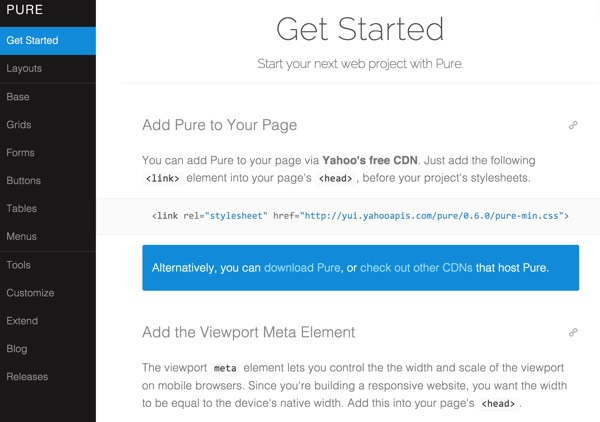 PURE
Get Started
Layouts
Base
Grids
Forms
Buttons
Tables
Menus
Tools
Customize
Extend
Blog
Releases
Get Started
Start your next web project with Pure.
Add Pure to Your Page
You can add Pure to your page via Yahoo's free CDN. Just add the following
<link> element into your page's <head>, before your project's stylesheets.
<link rel="stylesheet" href="http://yui.yahooapis.com/pure/0.6.0/pure-min.css">
Alternatively, you can download Pure, or check out other CDNs that host Pure.
Add the Viewport Meta Element
The viewport meta element lets you control the the width and scale of the viewport
on mobile browsers. Since you're building a responsive website, you want the width
to be equal to the device's native width. Add this into your page's <head>.